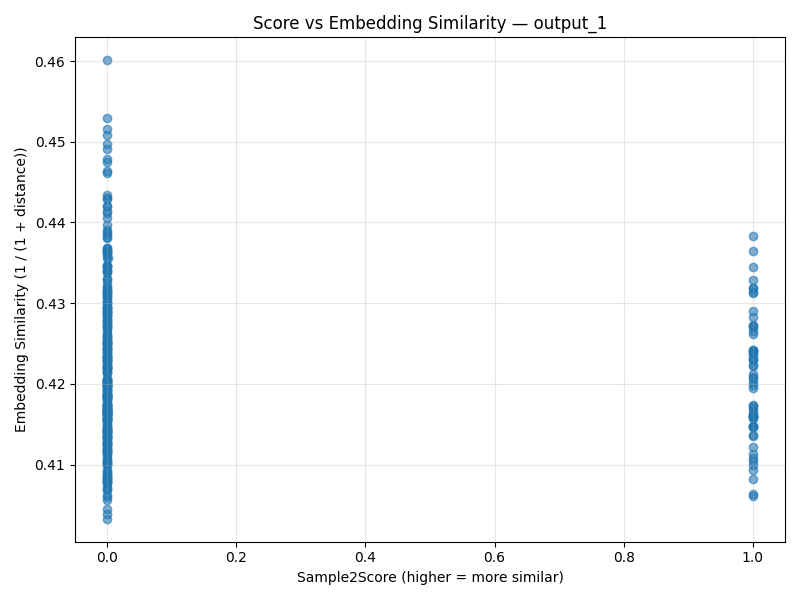 Score vs Embedding Similarity — output_1
Embedding Similarity (1 / (1 + distance))
0.46
0.45
0.44
0.43
0.42
0.41
0.0 0.2 0.4 0.6 0.8 1.0
Sample2Score (higher = more similar)